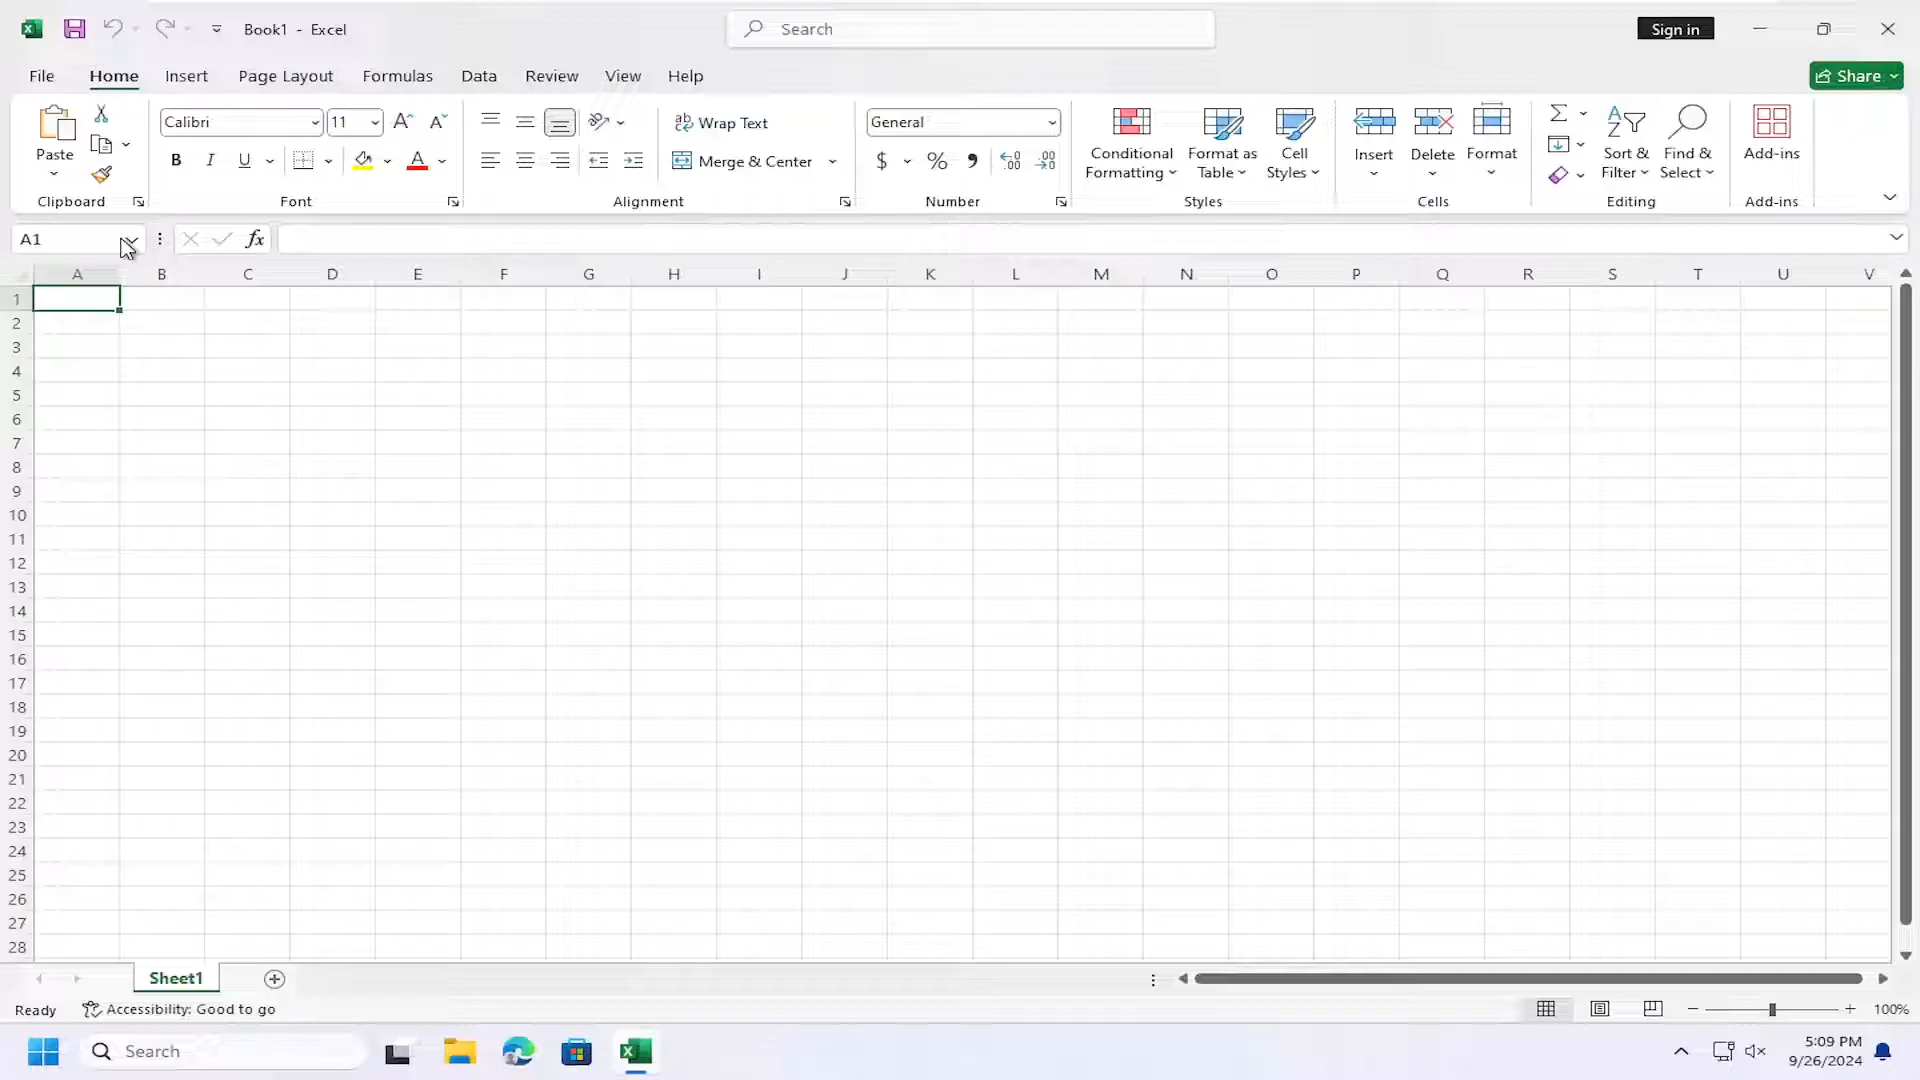 Book1 - Excel
Search
Sign in
File Home Insert Page Layout Formulas Data Review View Help
Share
Paste
Clipboard
Calibri 11
B I U A
Font
ab Wrap Text
Merge & Center
Alignment
General
$ % 9 .00 .00
Number
Conditional Formatting
Format as Table
Cell Styles
Styles
Insert Delete Format
Cells
Sort & Filter
Find & Select
Editing
Add-ins
Add-ins
A1 fx
A B C D E F G H I J K L M N O P Q R S T U V
1
2
3
4
5
6
7
8
9
10
11
12
13
14
15
16
17
18
19
20
21
22
23
24
25
26
27
28
Sheet1
Ready Accessibility: Good to go 100%
Search
5:09 PM
9/26/2024